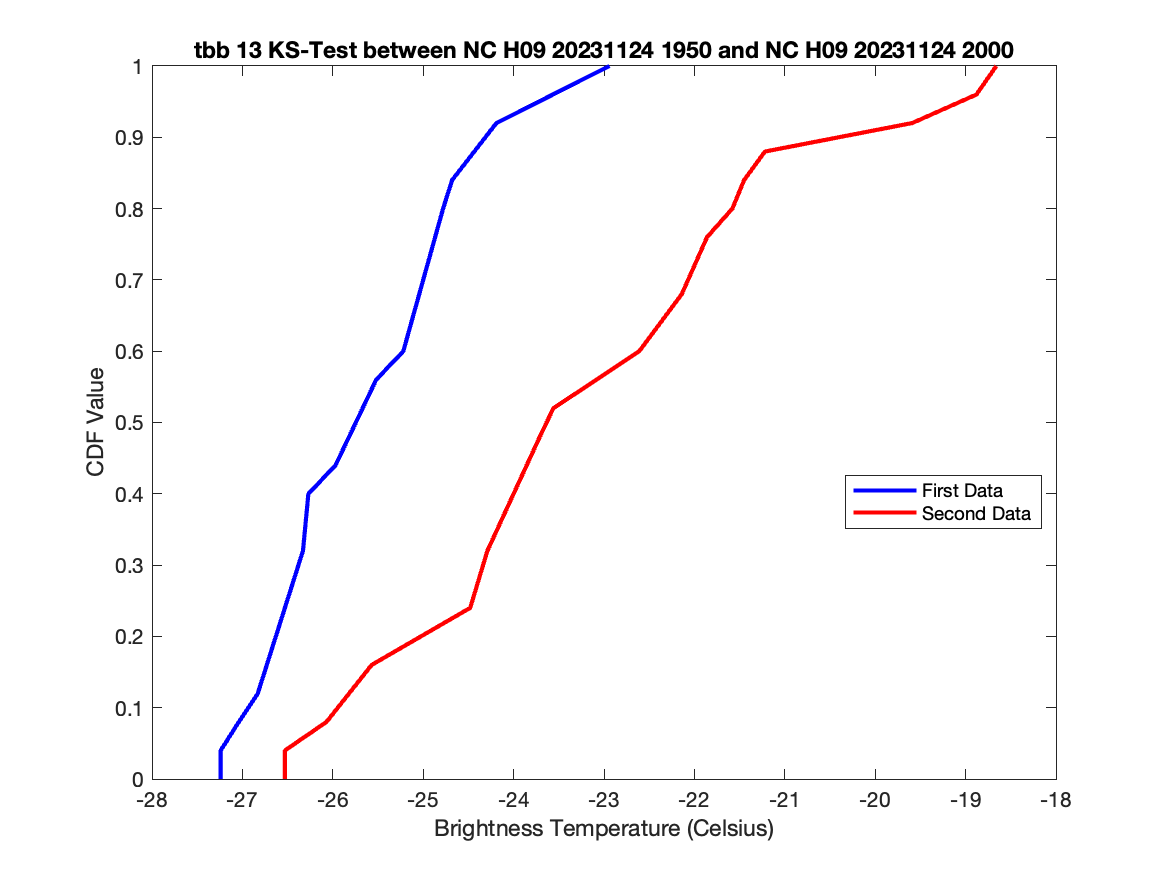 tbb 13 KS-Test between NC H09 20231124 1950 and NC H09 20231124 2000
1
0.9
0.8
0.7
0.6
0.5
0.4
0.3
0.2
0.1
0
CDF Value
First Data
Second Data
-28 -27 -26 -25 -24 -23 -22 -21 -20 -19 -18
Brightness Temperature (Celsius)